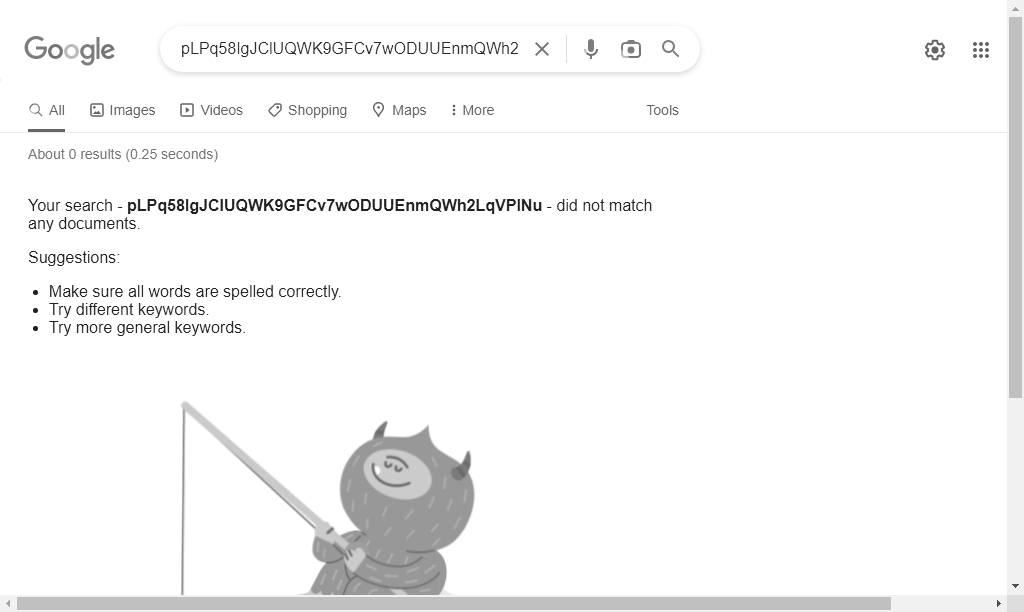 Google
pLPq58lgJClUQWK9GFCv7wODUUEnmQWh2
All Images Videos Shopping Maps More Tools
About 0 results (0.25 seconds)
Your search - pLPq58lgJClUQWK9GFCv7wODUUEnmQWh2LqVPlNu - did not match
any documents.
Suggestions:
Make sure all words are spelled correctly.
Try different keywords.
Try more general keywords.